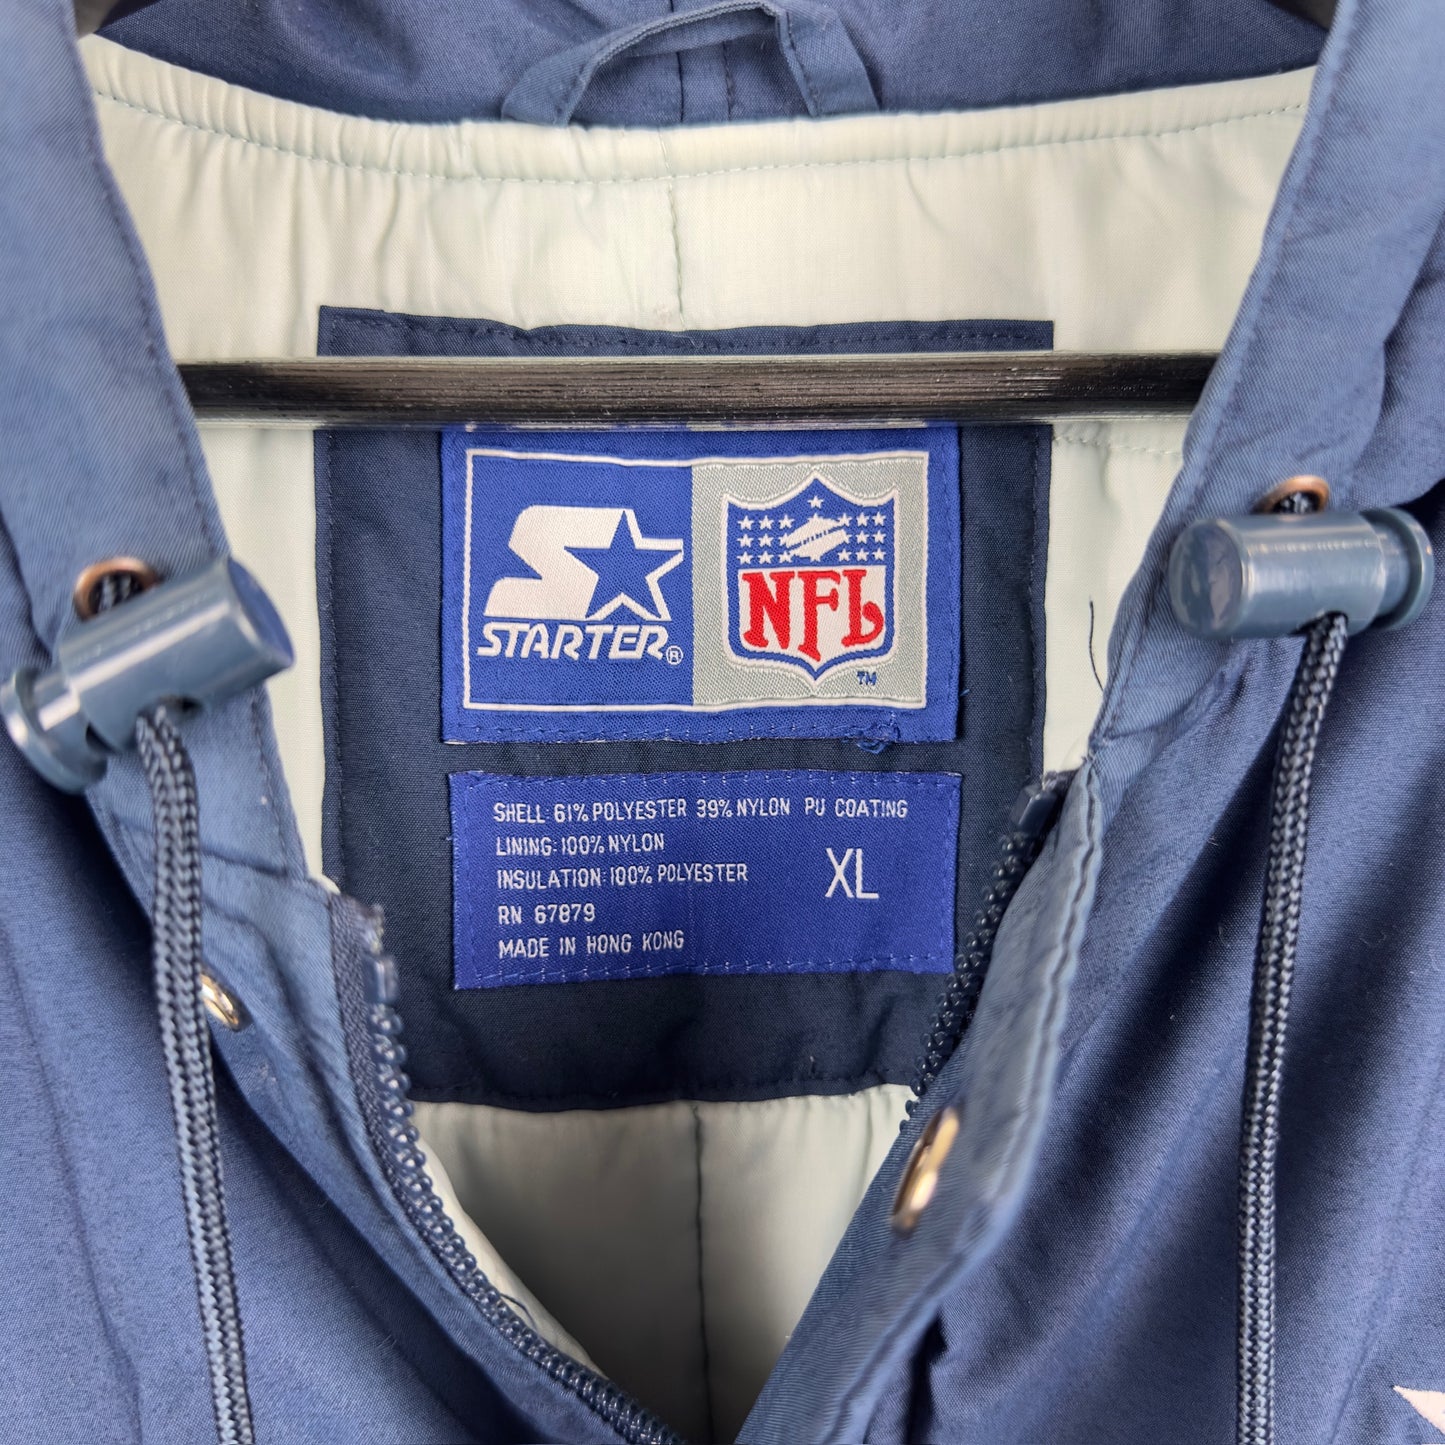 STARTER®
NFL
TM
SHELL: 61% POLYESTER 39% NYLON PU COATING
LINING: 100% NYLON
INSULATION: 100% POLYESTER
XL
RN 67879
MADE IN HONG KONG